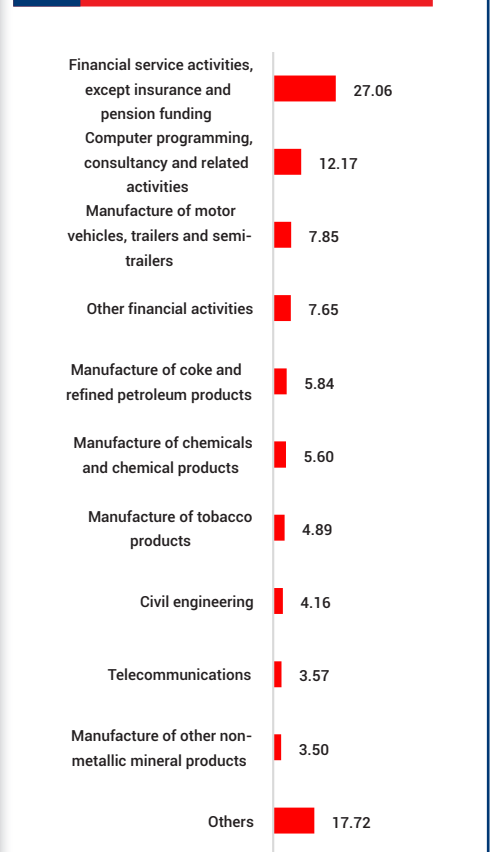 Financial service activities,
except insurance and
pension funding
27.06
Computer programming,
consultancy and related
activities
12.17
Manufacture of motor
vehicles, trailers and semi-
trailers
7.85
Other financial activities
7.65
Manufacture of coke and
refined petroleum products
5.84
Manufacture of chemicals
and chemical products
5.60
Manufacture of tobacco
products
4.89
Civil engineering
4.16
Telecommunications
3.57
Manufacture of other non-
metallic mineral products
3.50
Others
17.72